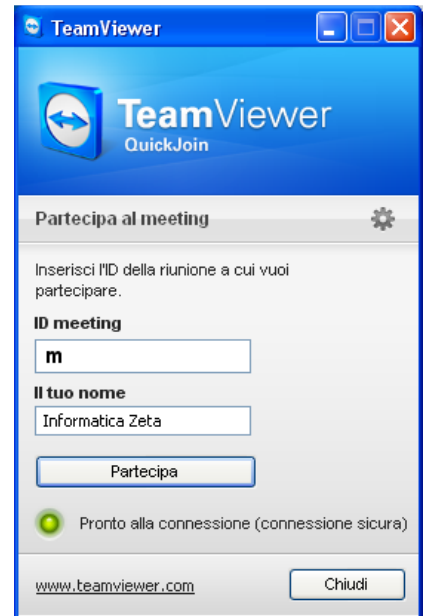 TeamViewer
TeamViewer
QuickJoin
Partecipa al meeting
Inserisci l'ID della riunione a cui vuoi
partecipare.
ID meeting
m
Il tuo nome
Informatica Zeta
Partecipa
Pronto alla connessione (connessione sicura)
www.teamviewer.com
Chiudi